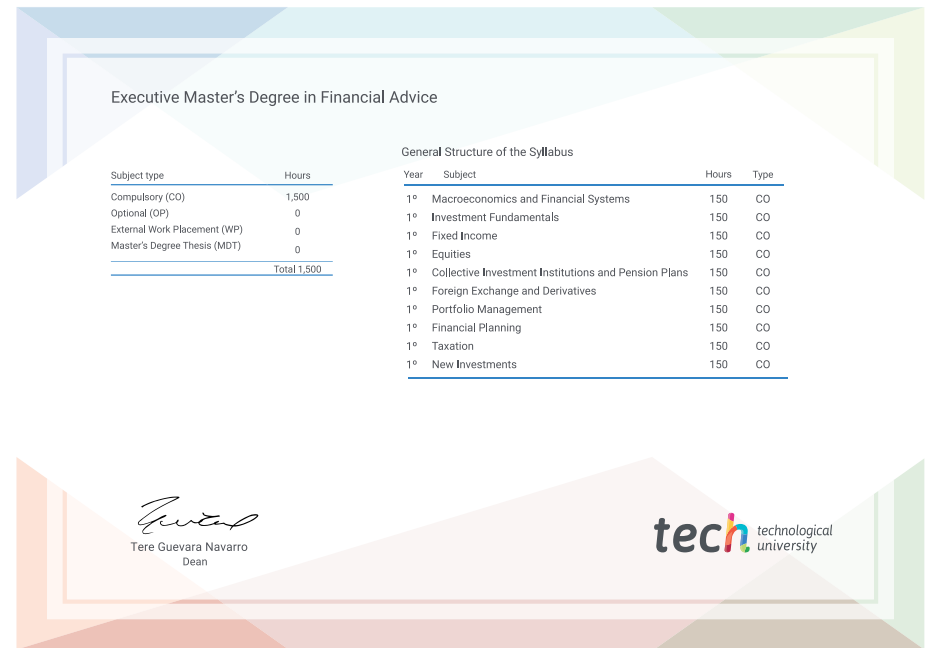 Executive Master's Degree in Financial Advice
General Structure of the Syllabus
Subject type Hours
Compulsory (CO) 1,500
Optional (OP) 0
External Work Placement (WP) 0
Master's Degree Thesis (MDT) 0
Total 1,500
Year Subject Hours Type
1º Macroeconomics and Financial Systems 150 CO
1º Investment Fundamentals 150 CO
1º Fixed Income 150 CO
1º Equities 150 CO
1º Collective Investment Institutions and Pension Plans 150 CO
1º Foreign Exchange and Derivatives 150 CO
1º Portfolio Management 150 CO
1º Financial Planning 150 CO
1º Taxation 150 CO
1º New Investments 150 CO
Tere Guevara Navarro
Dean
tech technological
university